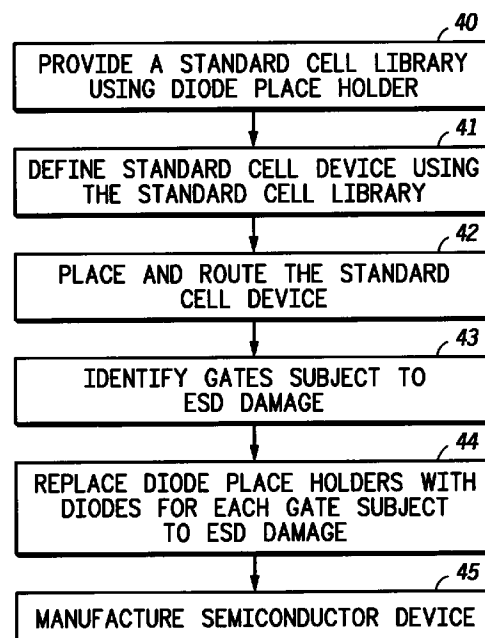 40
PROVIDE A STANDARD CELL LIBRARY
USING DIODE PLACE HOLDER
41
DEFINE STANDARD CELL DEVICE USING
THE STANDARD CELL LIBRARY
42
PLACE AND ROUTE THE STANDARD
CELL DEVICE
43
IDENTIFY GATES SUBJECT TO
ESD DAMAGE
44
REPLACE DIODE PLACE HOLDERS WITH
DIODES FOR EACH GATE SUBJECT
TO ESD DAMAGE
45
MANUFACTURE SEMICONDUCTOR DEVICE